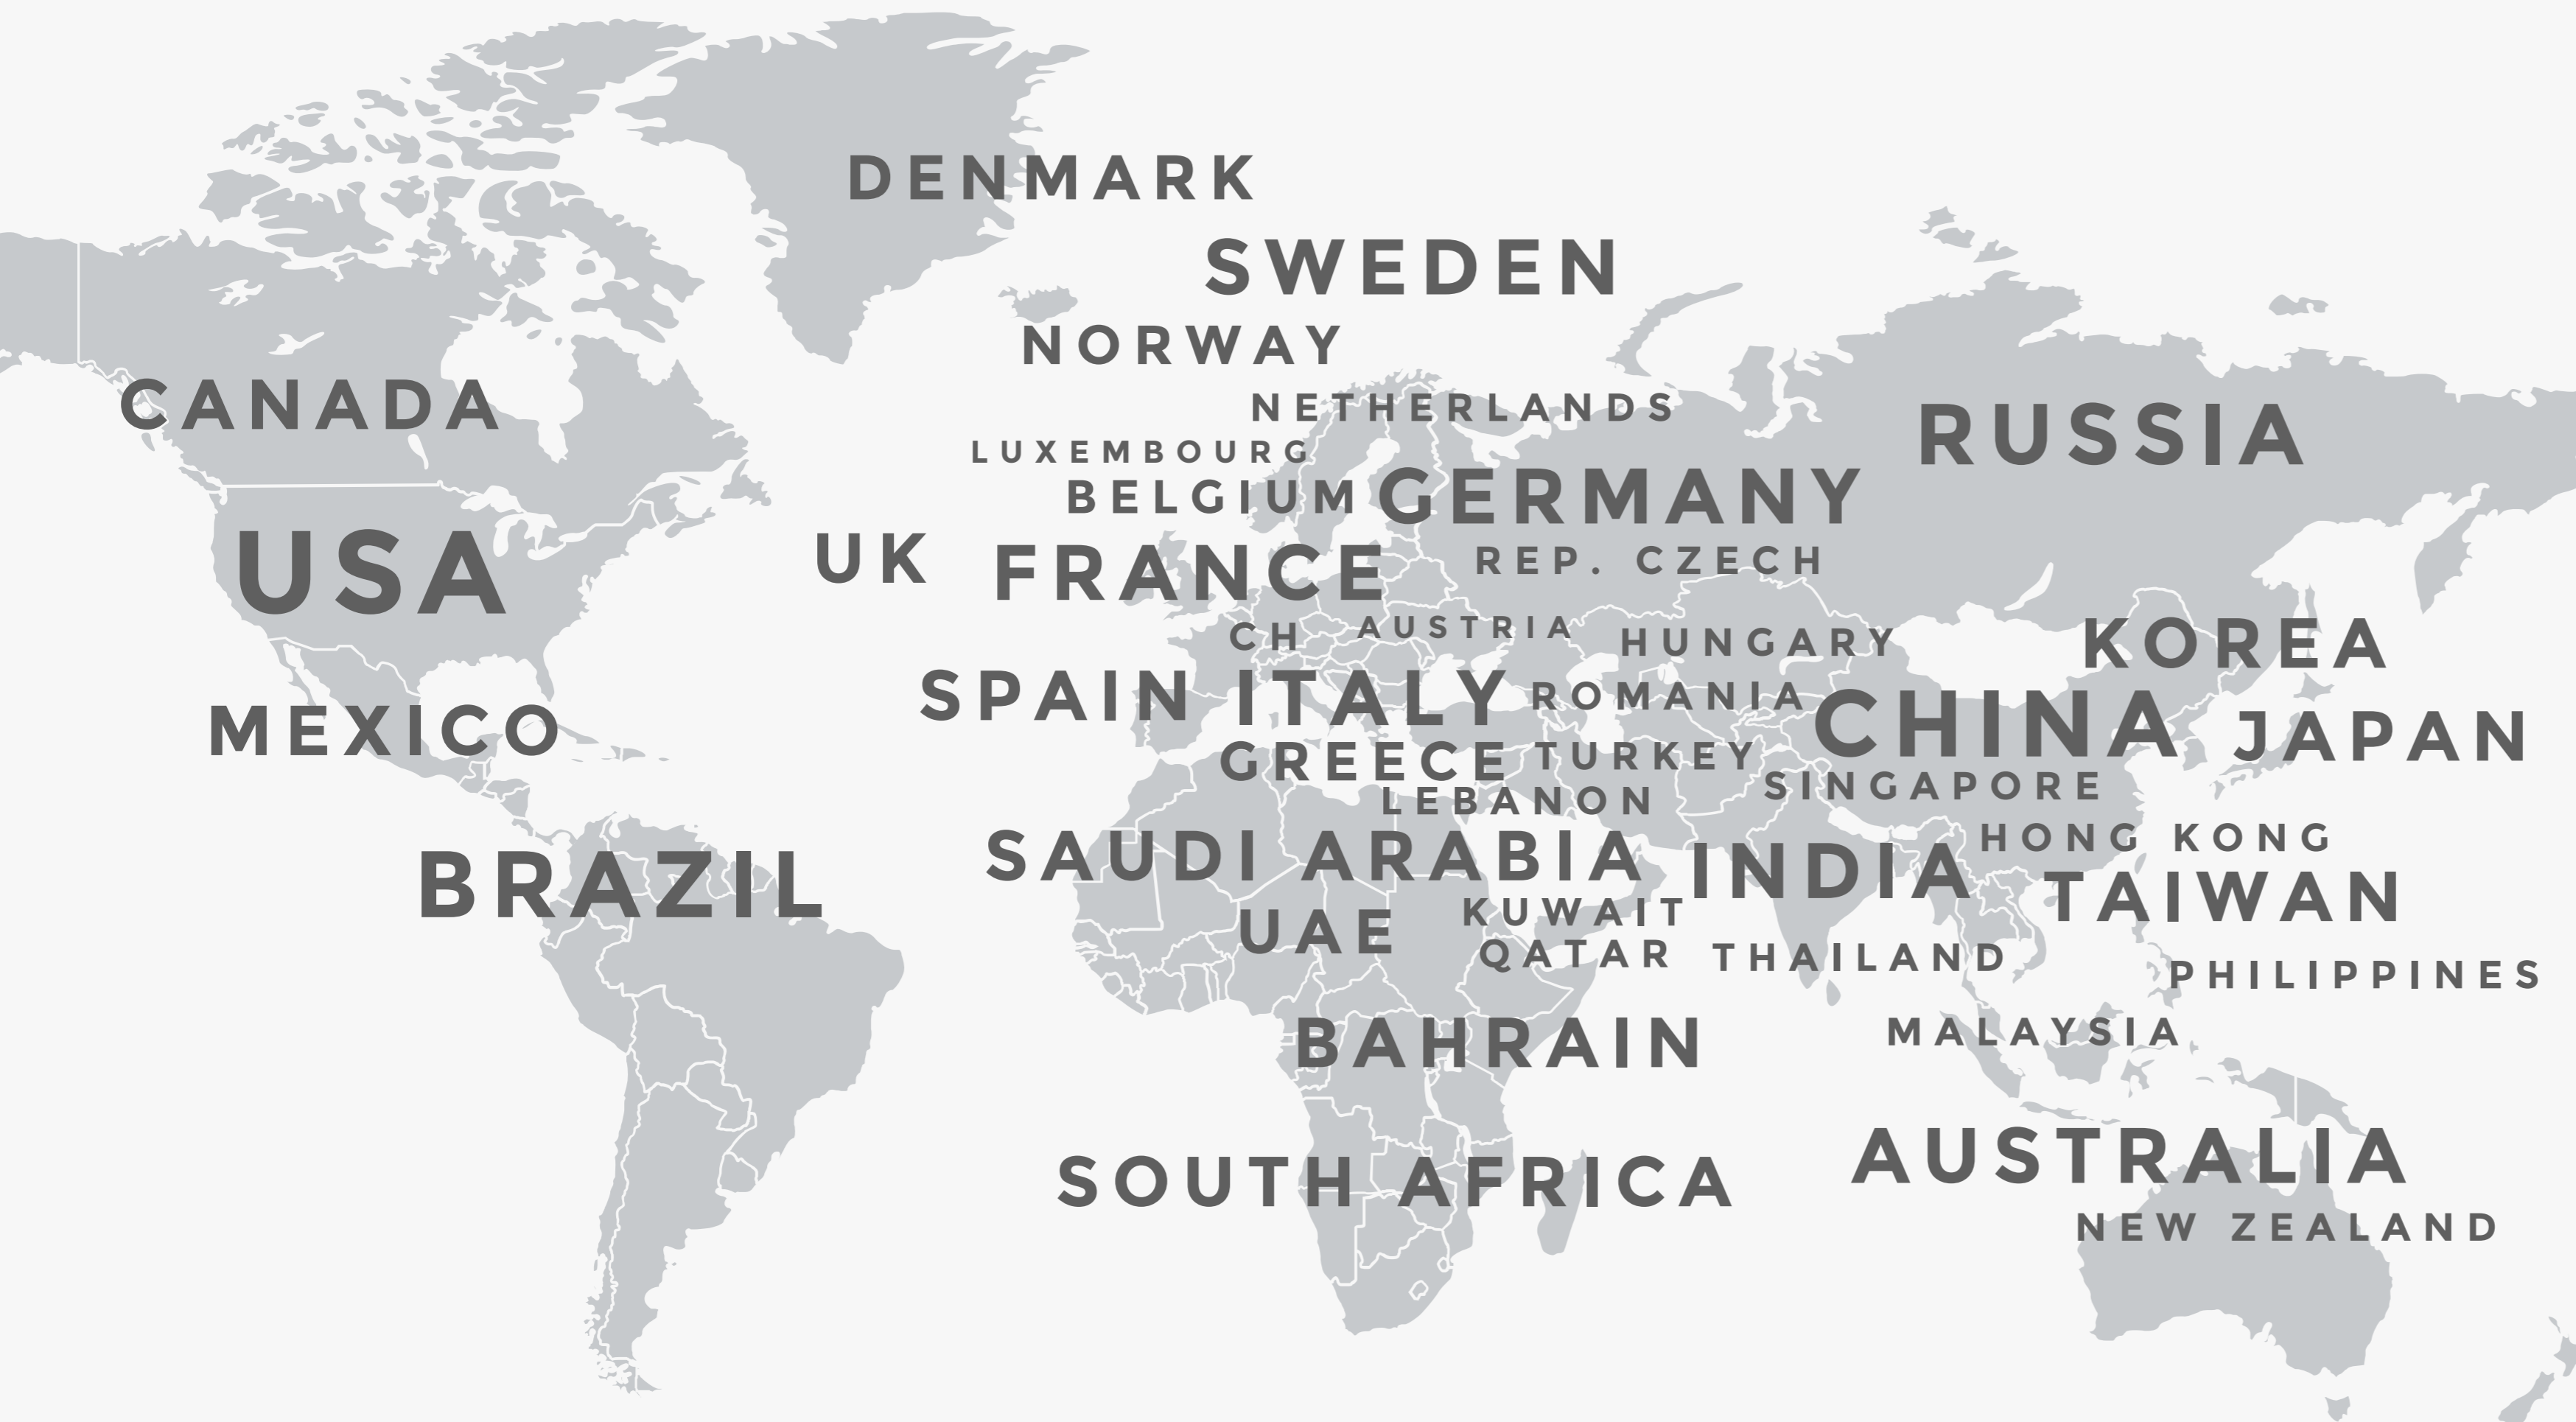 DENMARK
SWEDEN
NORWAY
CANADA
NETHERLANDS
RUSSIA
LUXEMBOURG
BELGIUM
GERMANY
USA
UK
FRANCE
REP. CZECH
CH
AUSTRIA
HUNGARY
KOREA
MEXICO
SPAIN
ITALY
ROMANIA
CHINA
JAPAN
GREECE
TURKEY
SINGAPORE
LEBANON
HONG KONG
BRAZIL
SAUDI ARABIA
INDIA
TAIWAN
UAE
KUWAIT
QATAR
THAILAND
PHILIPPINES
BAHRAIN
MALAYSIA
SOUTH AFRICA
AUSTRALIA
NEW ZEALAND